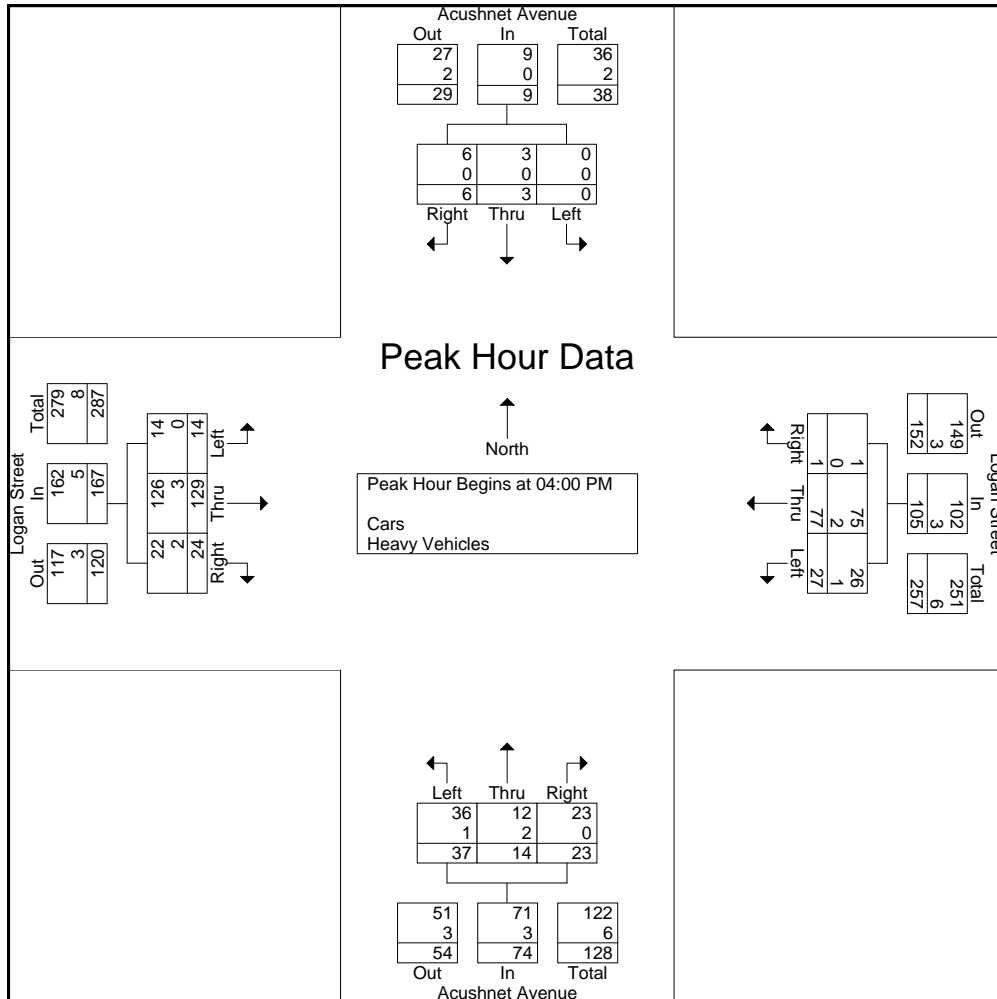 Acushnet Avenue
Out In Total
27 9 36
2 0 2
29 9 38
6 3 0
0 0 0
6 3 0
Right Thru Left
Peak Hour Data
North
Peak Hour Begins at 04:00 PM
Cars
Heavy Vehicles
Logan Street
Out In Total
117 162 279
3 5 8
120 167 287
Right Thru Left
22 126 14
2 3 0
24 129 14
Logan Street
Out In Total
149 102 251
3 3 6
152 105 257
1 75 26
0 2 1
1 77 27
Right Thru Left
Left Thru Right
36 12 23
1 2 0
37 14 23
51 71 122
3 3 6
54 74 128
Out In Total
Acushnet Avenue